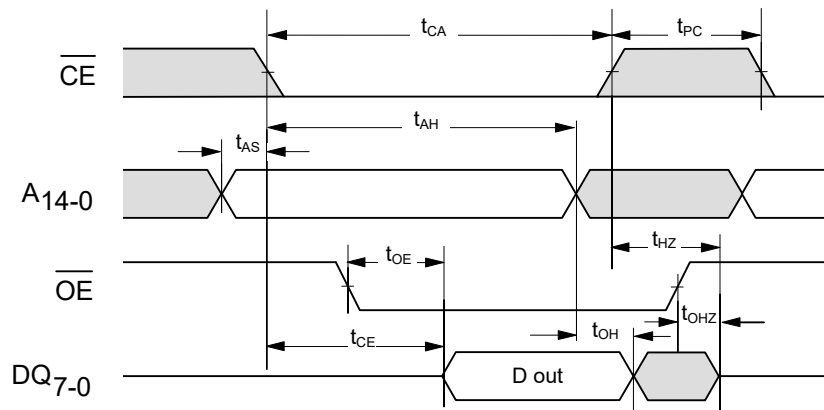 tCA
tPC
CE
tAH
tAS
A14-0
tHZ
tOE
OE
tOHZ
tOH
tCE
D out
DQ7-0